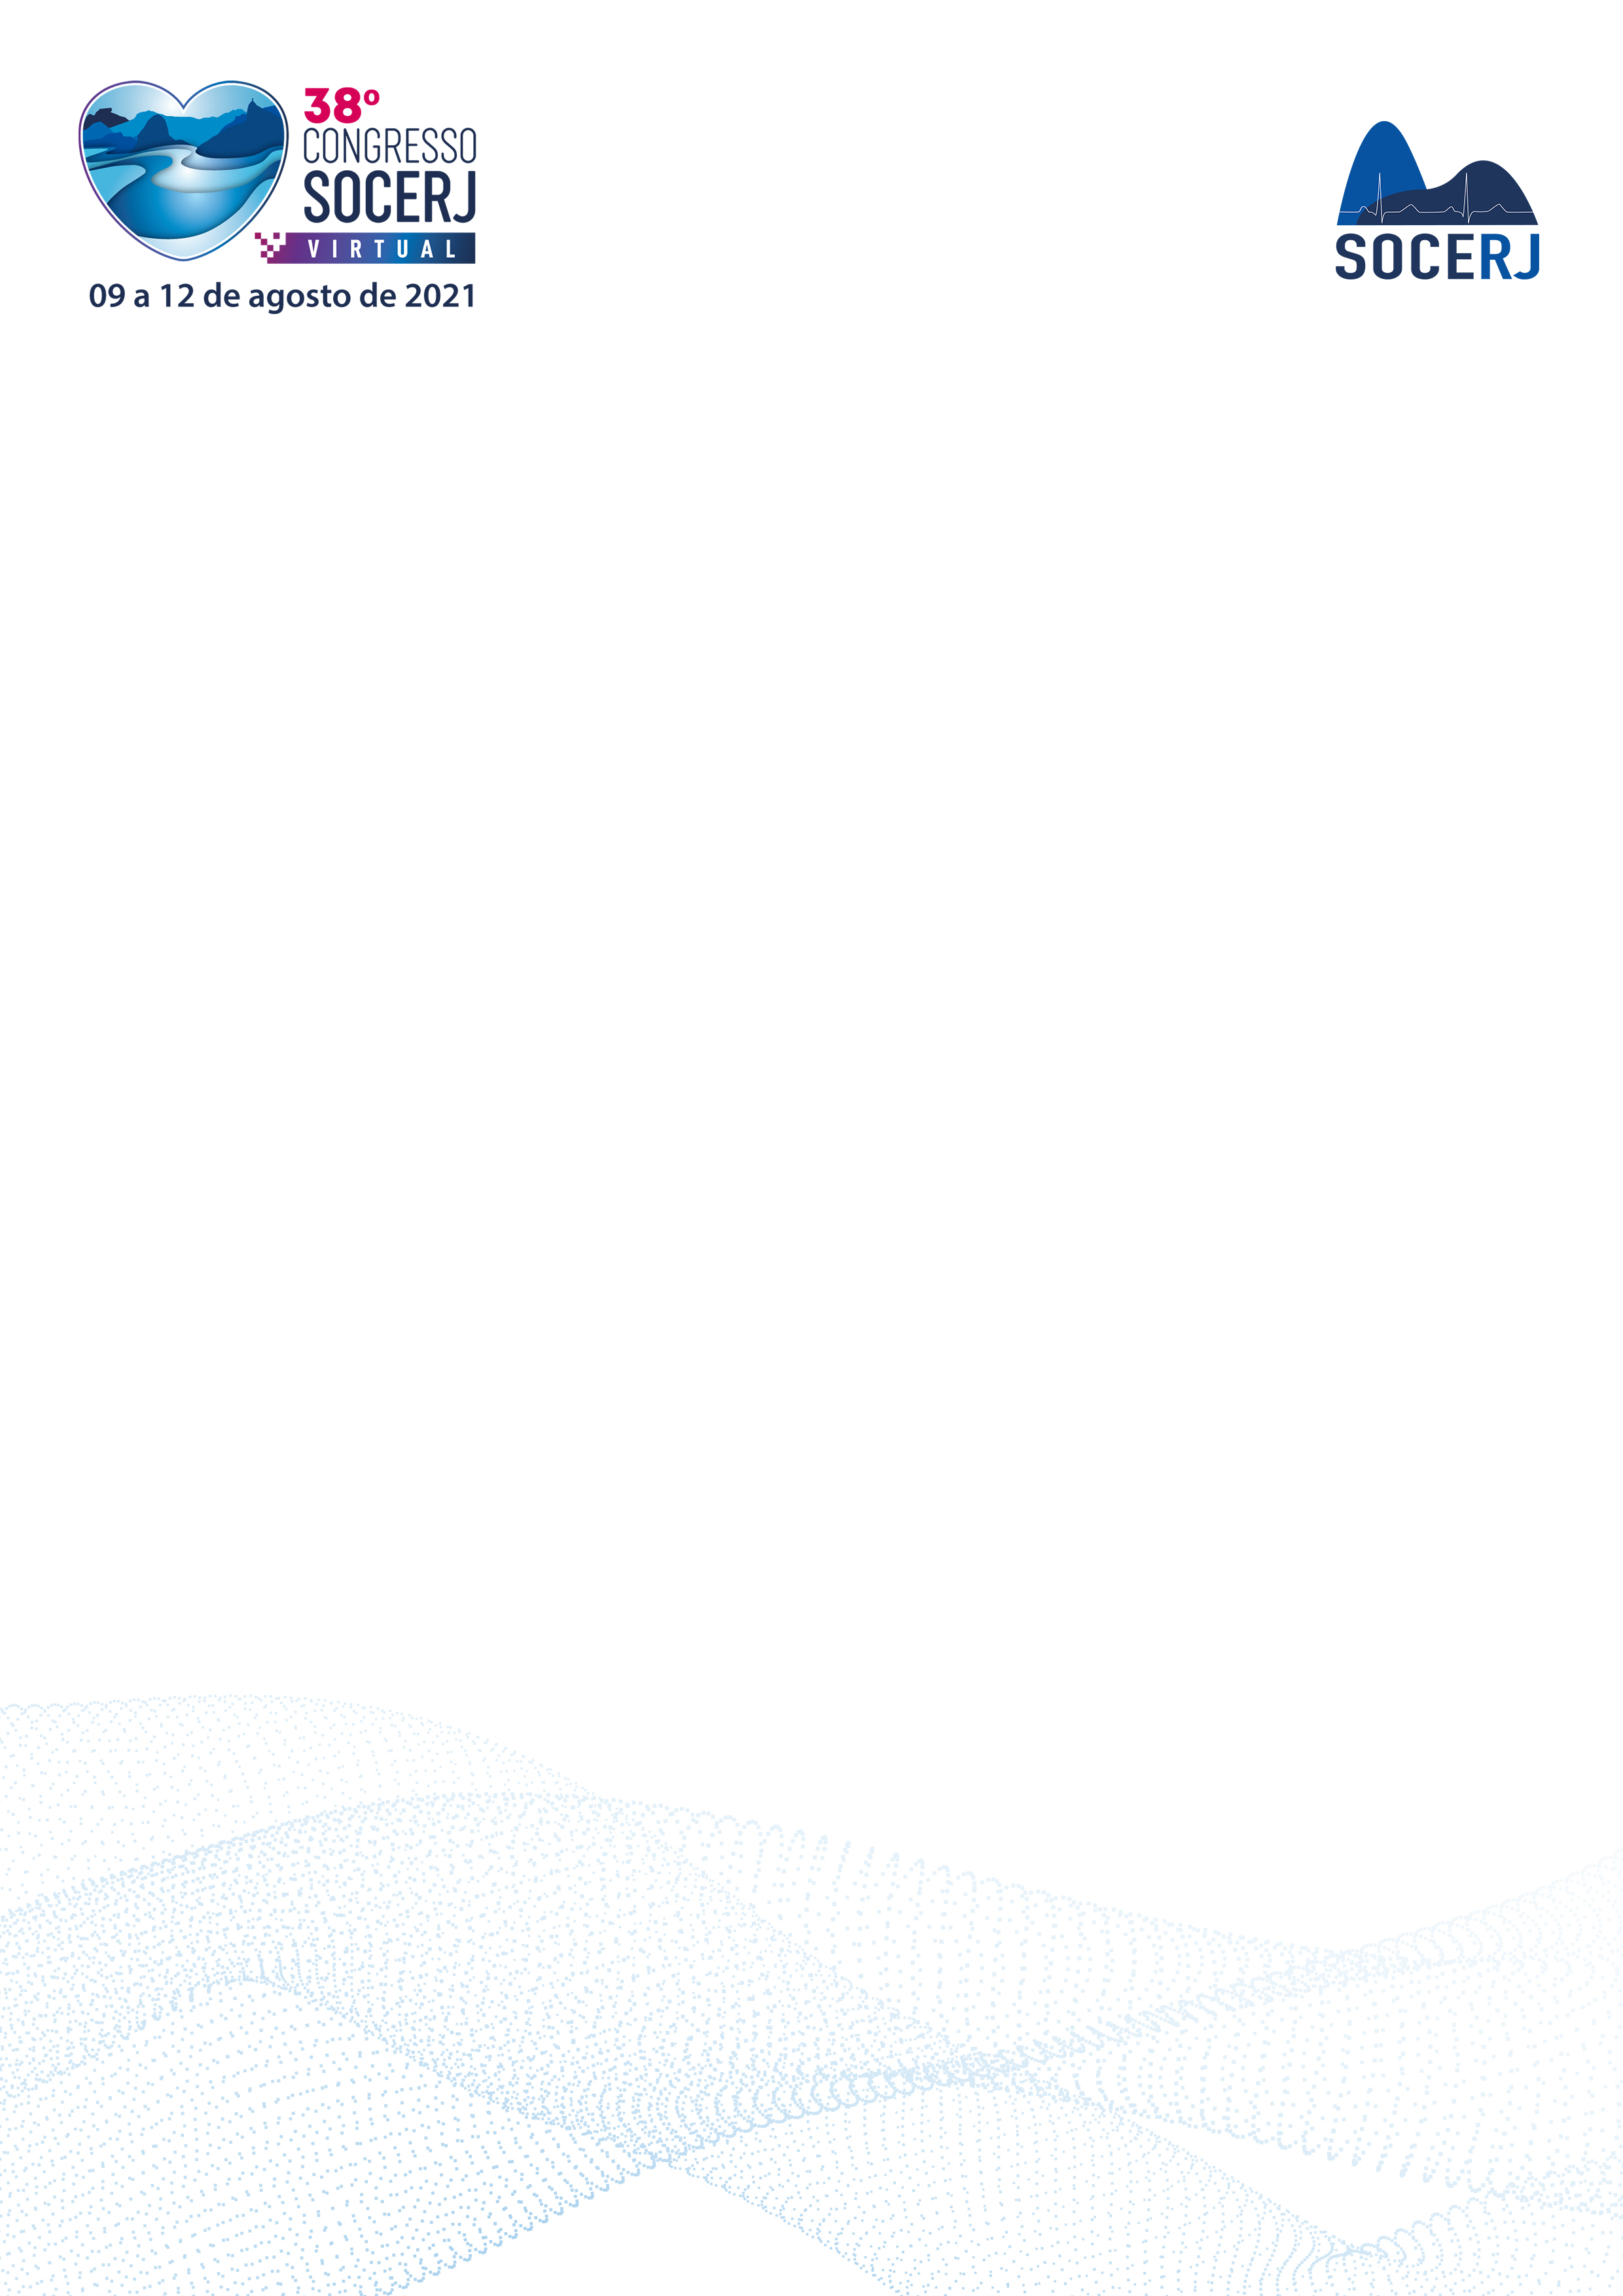 38º
CONGRESSO
SOCERJ
VIRTUAL
09 a 12 de agosto de 2021
SOCERJ